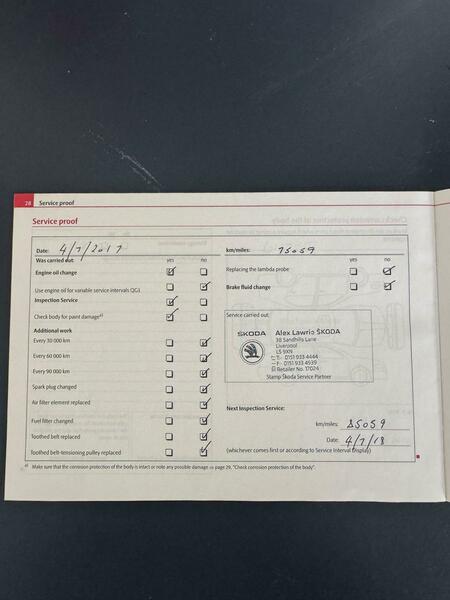 28 Service proof
Service proof
Date: 4/7/2017 km/miles: 75059
Was carried out: yes no yes no
Engine oil change Replacing the lambda probe
Use engine oil for variable service intervals QG1 Brake fluid change
Inspection Service
Check body for paint damage a) Service carried out:
Additional work
Every 30 000 km
Every 60 000 km
Every 90 000 km
Spark plug changed
Air filter element replaced
Fuel filter changed
Toothed belt replaced
Toothed belt-tensioning pulley replaced
ŠKODA
Alex Lawrie ŠKODA
38 Sandhills Lane
Liverpool
L5 9XN
T: 0151 933 4444
F: 0151 933 4939
Retailer No. 17024
Stamp Škoda Service Partner
Next Inspection Service:
km/miles: 85059
Date: 4/7/18
(whichever comes first or according to Service Interval Display)
a) Make sure that the corrosion protection of the body is intact or note any possible damage ⇒ page 29, "Check corrosion protection of the body".